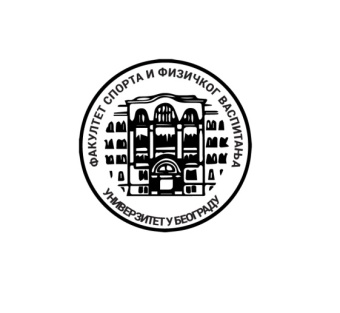 ФАКУЛТЕТ СПОРТА И ФИЗИЧКОГ ВАСПИТАЊА
УНИВЕРЗИТЕТ У БЕОГРАДУ